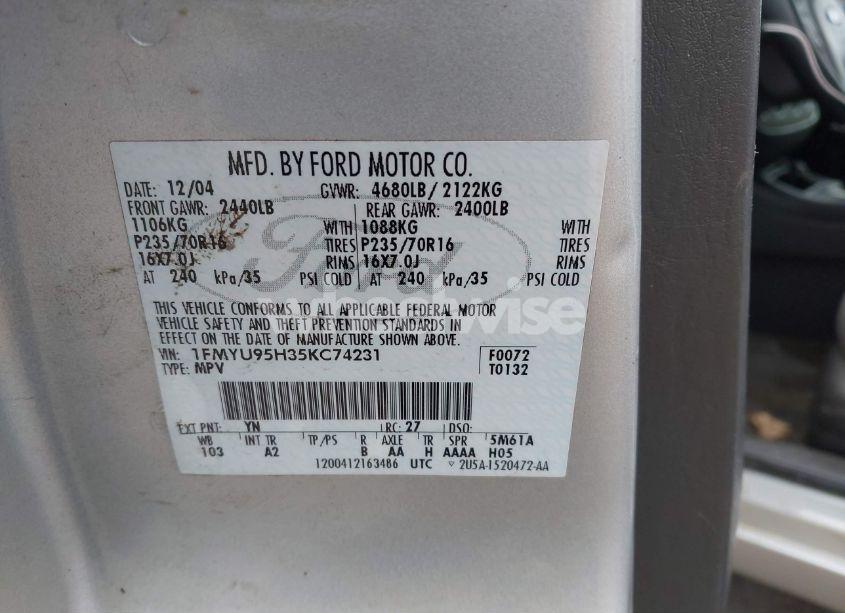 MFD. BY FORD MOTOR CO.
DATE: 12/04 GVWR: 4680LB/2122KG
FRONT GAWR: 2440LB REAR GAWR: 2400LB
1106KG WITH 1088KG WITH
P235/70R16 TIRES P235/70R16 TIRES
16X7.0J RIMS 16X7.0J RIMS
AT 240 kPa/35 PSI COLD AT 240 kPa/35 PSI COLD
Ford
wheelwise
THIS VEHICLE CONFORMS TO ALL APPLICABLE FEDERAL MOTOR
VEHICLE SAFETY AND THEFT PREVENTION STANDARDS IN
EFFECT ON THE DATE OF MANUFACTURE SHOWN ABOVE.
VIN: 1FMYU95H35KC74231 F0072
TYPE: MPV T0132
EXT PNT: YN RC: 27 DSO:
WB INT TR TP/PS R AXLE TR SPR 5M61A
103 A2 B AA H AAAA H05
1200412163486 UTC ▽ 2U5A-1520472-AA